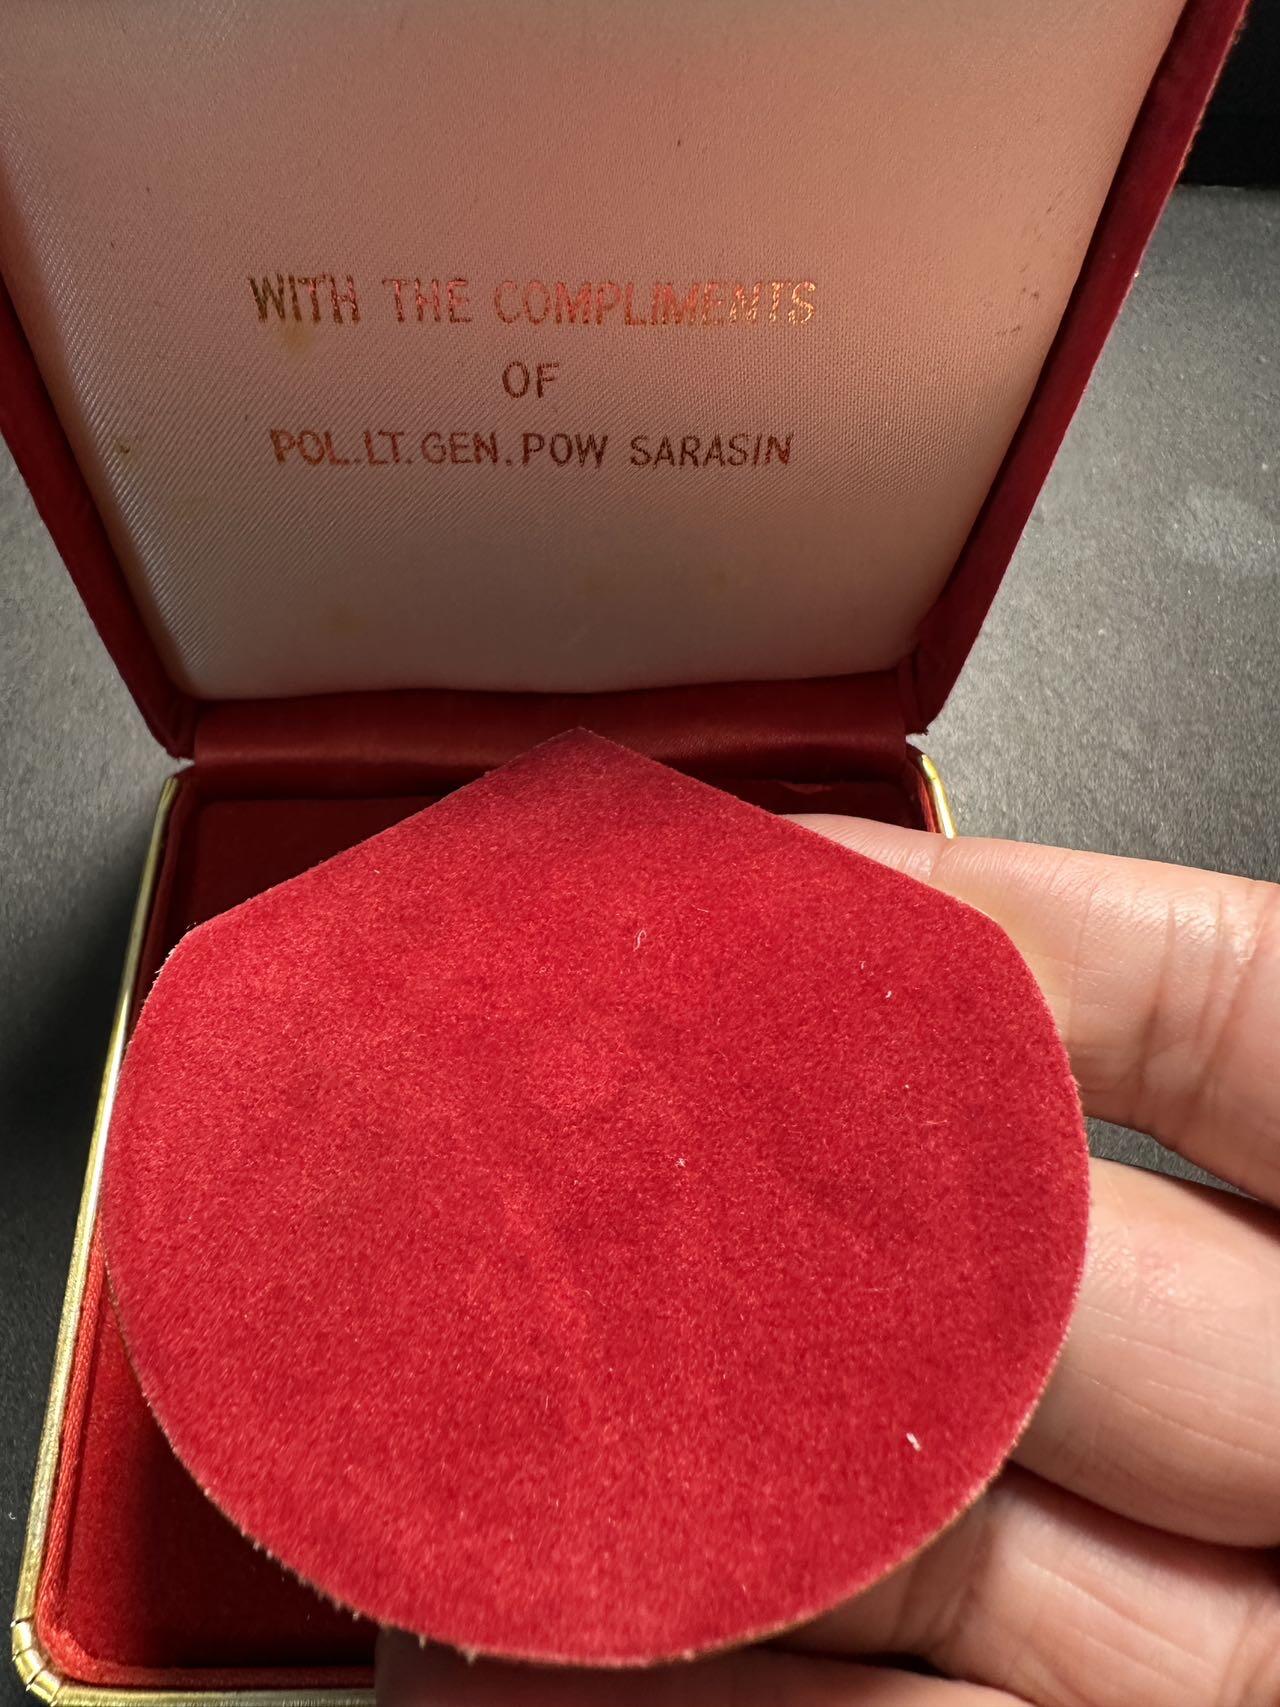 WITH THE COMPLIMENTS
OF
POL.LT.GEN.POW SARASIN